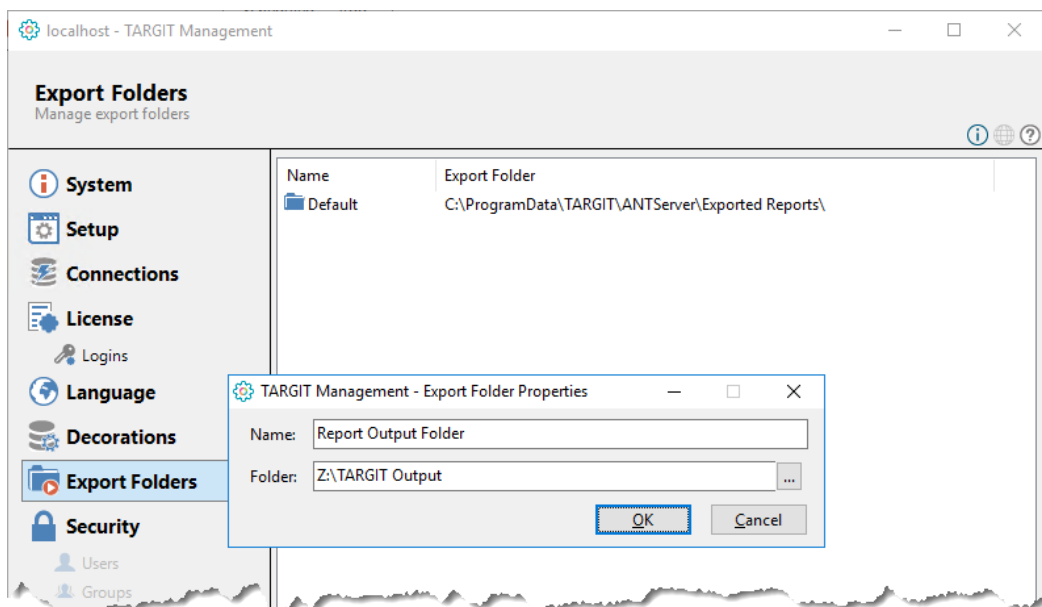 localhost - TARGIT Management
Export Folders
Manage export folders
System
Setup
Connections
License
Logins
Language
Decorations
Export Folders
Security
Users
Groups
Name Export Folder
Default C:\ProgramData\TARGIT\ANTServer\Exported Reports\
TARGIT Management - Export Folder Properties
Name: Report Output Folder
Folder: Z:\TARGIT Output ...
OK Cancel